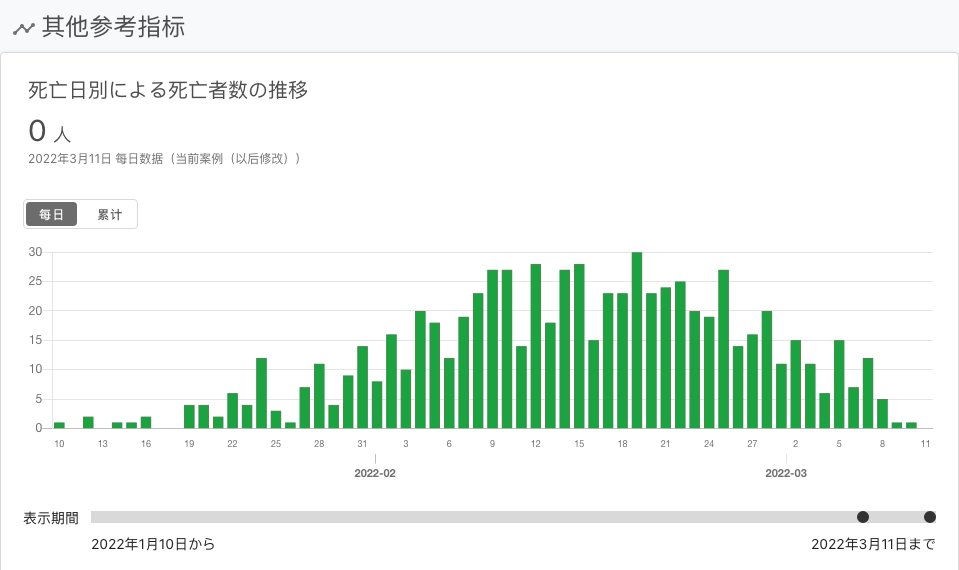 其他参考指标
死亡日別による死亡者数の推移
0 人
2022年3月11日 每日数据（当前案例（以后修改））
每日 累计
30
25
20
15
10
5
0
10 13 16 19 22 25 28 31 3 6 9 12 15 18 21 24 27 2 5 8 11
2022-02 2022-03
表示期間
2022年1月10日から 2022年3月11日まで